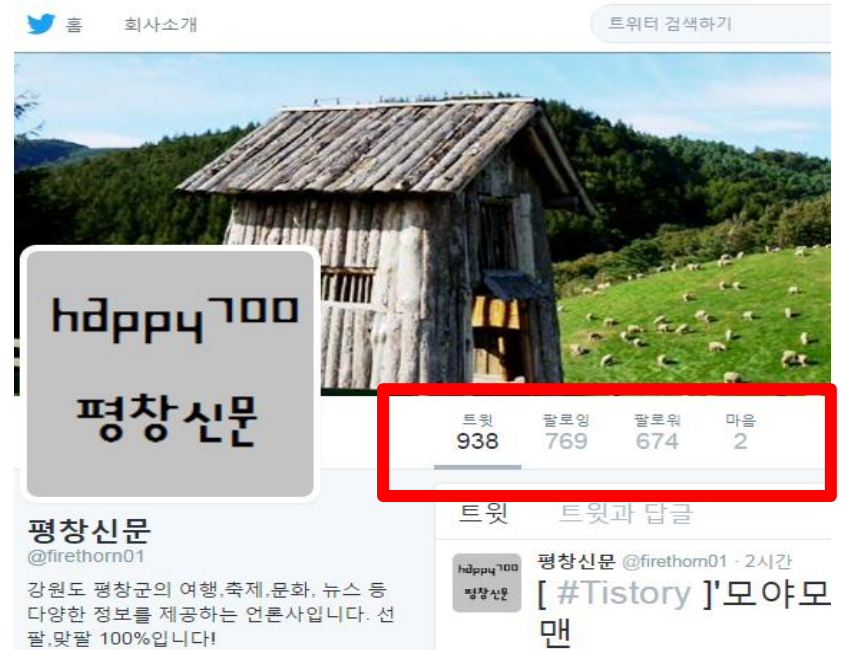 홈 회사소개 트위터 검색하기
happy700
평창신문
트윗 팔로잉 팔로워 마음
938 769 674 2
트윗 트윗과 답글
평창신문
@firethorn01
강원도 평창군의 여행,축제,문화, 뉴스 등
다양한 정보를 제공하는 언론사입니다. 선
팔,맞팔 100%입니다!
happy700
평창신문
평창신문 @firethorn01 · 2시간
[ #Tistory ]'모야모
맨